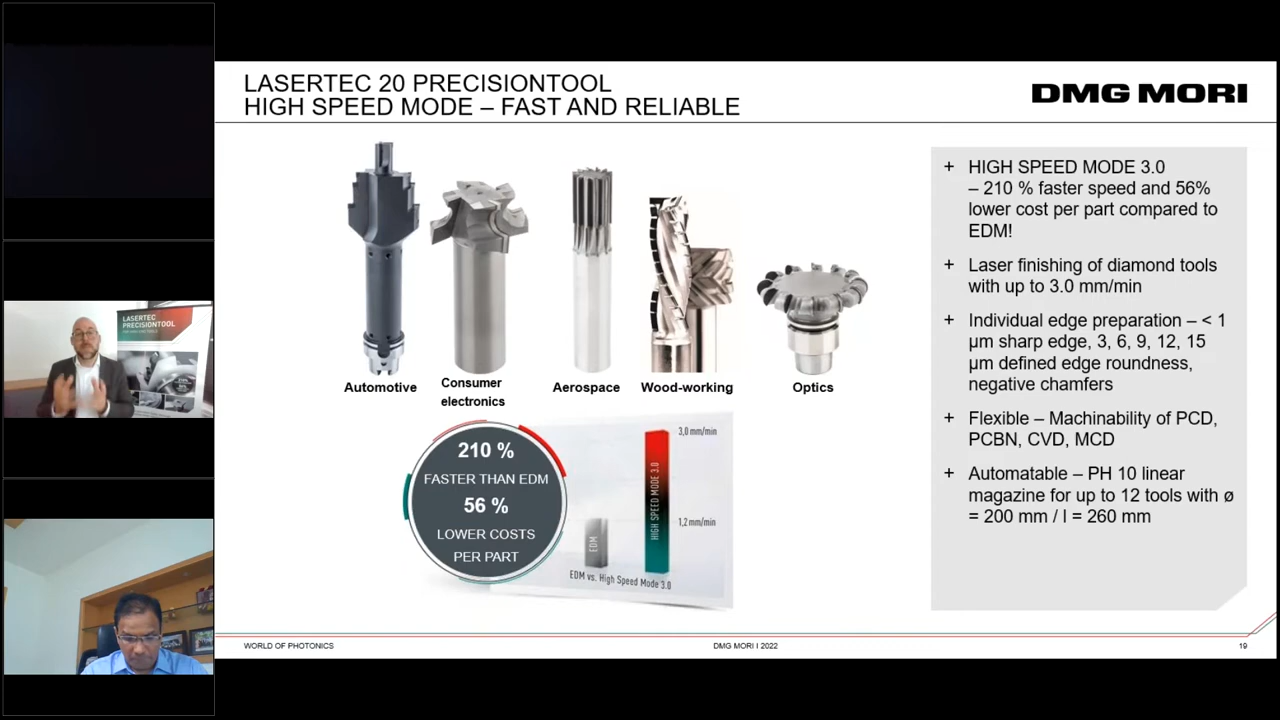 LASERTEC 20 PRECISIONTOOL
HIGH SPEED MODE – FAST AND RELIABLE
DMG MORI
Automotive
Consumer
electronics
Aerospace
Wood-working
Optics
210 %
FASTER THAN EDM
56 %
LOWER COSTS
PER PART
3,0 mm/min
1,2 mm/min
EDM
HIGH SPEED MODE 3.0
EDM vs. High Speed Mode 3.0
+ HIGH SPEED MODE 3.0
– 210 % faster speed and 56%
lower cost per part compared to
EDM!
+ Laser finishing of diamond tools
with up to 3.0 mm/min
+ Individual edge preparation – < 1
µm sharp edge, 3, 6, 9, 12, 15
µm defined edge roundness,
negative chamfers
+ Flexible – Machinability of PCD,
PCBN, CVD, MCD
+ Automatable – PH 10 linear
magazine for up to 12 tools with ø
= 200 mm / l = 260 mm
LASERTEC
PRECISIONTOOL
WORLD OF PHOTONICS
DMG MORI I 2022
19